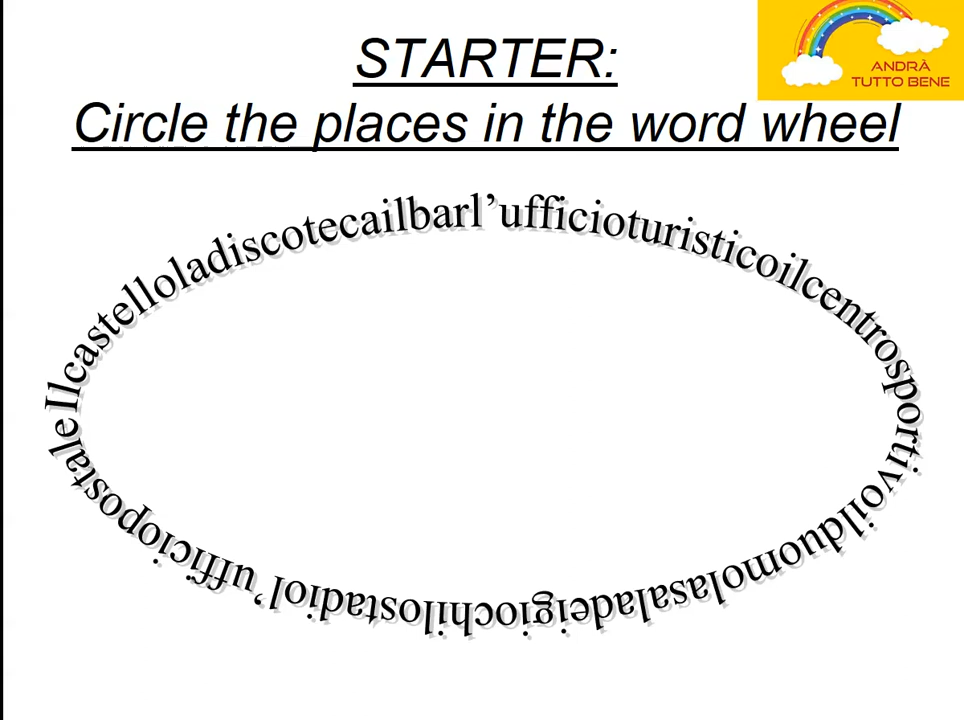 STARTER:
Circle the places in the word wheel
ANDRÀ
TUTTO BENE
Ilcastelloladiscotecailbarl’ufficioturisticoilcentrosportivoilduomolasaladeigiochilostadiol’ufficiopostale